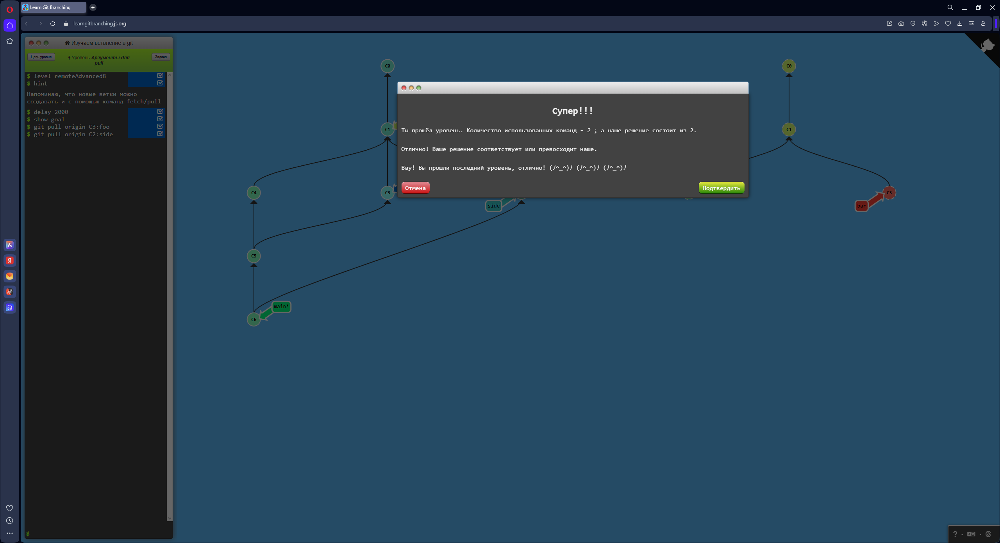 Learn Git Branching
learngitbranching.js.org
Изучаем ветвление в git
Цель уровня
Уровень Аргументы для
pull
Задача
$ level remoteAdvanced8
$ hint
Напоминаю, что новые ветки можно
создавать и с помощью команд fetch/pull
$ delay 2000
$ show goal
$ git pull origin C3:foo
$ git pull origin C2:side
$
C0
C1
C4
C3
C5
C6
main*
side
C0
C1
C3
bar
Супер!!!
Ты прошёл уровень. Количество использованных команд - 2 ; а наше решение состоит из 2.
Отлично! Ваше решение соответствует или превосходит наше.
Вау! Вы прошли последний уровень, отлично! (ﾉ^_^)ﾉ (ﾉ^_^)ﾉ (ﾉ^_^)ﾉ
Отмена
Подтвердить